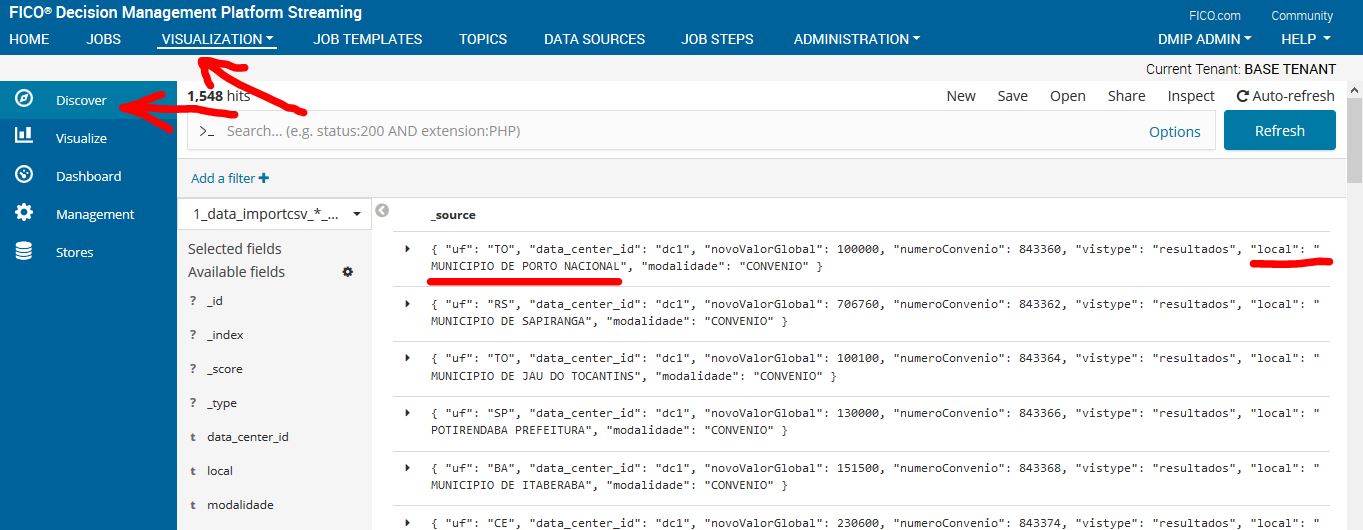 FICO® Decision Management Platform Streaming
FICO.com Community
HOME JOBS VISUALIZATION JOB TEMPLATES TOPICS DATA SOURCES JOB STEPS ADMINISTRATION DMIP ADMIN HELP
Current Tenant: BASE TENANT
Discover
Visualize
Dashboard
Management
Stores
1,548 hits New Save Open Share Inspect Auto-refresh
>_ Search... (e.g. status:200 AND extension:PHP) Options Refresh
Add a filter +
1_data_importcsv_*_...
Selected fields
Available fields
? _id
? _index
? _score
? _type
t data_center_id
t local
t modalidade
_source
{ "uf": "TO", "data_center_id": "dc1", "novoValorGlobal": 100000, "numeroConvenio": 843360, "vistype": "resultados", "local": "
MUNICIPIO DE PORTO NACIONAL", "modalidade": "CONVENIO" }
{ "uf": "RS", "data_center_id": "dc1", "novoValorGlobal": 706760, "numeroConvenio": 843362, "vistype": "resultados", "local": "
MUNICIPIO DE SAPIRANGA", "modalidade": "CONVENIO" }
{ "uf": "TO", "data_center_id": "dc1", "novoValorGlobal": 100100, "numeroConvenio": 843364, "vistype": "resultados", "local": "
MUNICIPIO DE JAU DO TOCANTINS", "modalidade": "CONVENIO" }
{ "uf": "SP", "data_center_id": "dc1", "novoValorGlobal": 130000, "numeroConvenio": 843366, "vistype": "resultados", "local": "
POTIRENDABA PREFEITURA", "modalidade": "CONVENIO" }
{ "uf": "BA", "data_center_id": "dc1", "novoValorGlobal": 151500, "numeroConvenio": 843368, "vistype": "resultados", "local": "
MUNICIPIO DE ITABERABA", "modalidade": "CONVENIO" }
{ "uf": "CE", "data_center_id": "dc1", "novoValorGlobal": 230600, "numeroConvenio": 843374, "vistype": "resultados", "local": "